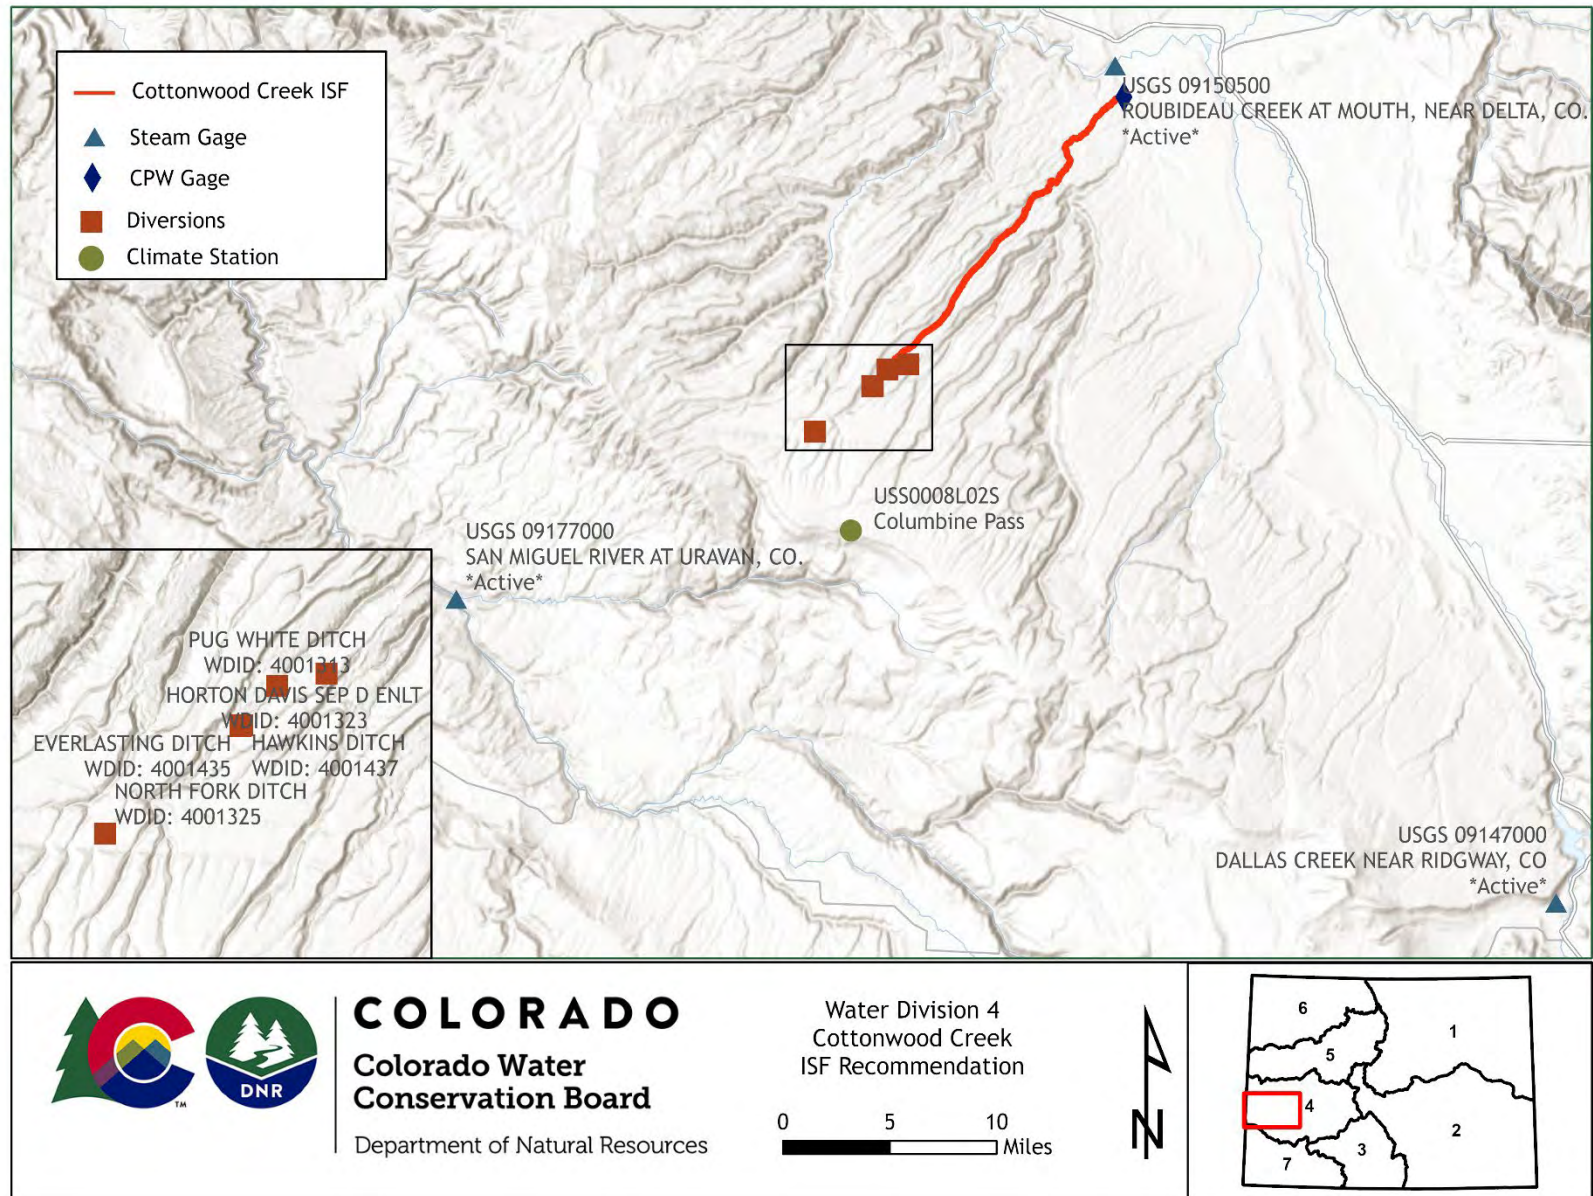 Cottonwood Creek ISF
Steam Gage
CPW Gage
Diversions
Climate Station
USGS 09150500
ROUBIDEAU CREEK AT MOUTH, NEAR DELTA, CO.
*Active*
USS0008L02S
Columbine Pass
USGS 09177000
SAN MIGUEL RIVER AT URAVAN, CO.
*Active*
PUG WHITE DITCH
WDID: 4001313
HORTON DAVIS SEP D ENLT
WDID: 4001323
EVERLASTING DITCH HAWKINS DITCH
WDID: 4001435 WDID: 4001437
NORTH FORK DITCH
WDID: 4001325
USGS 09147000
DALLAS CREEK NEAR RIDGWAY, CO
*Active*
TM
DNR
COLORADO
Colorado Water
Conservation Board
Department of Natural Resources
Water Division 4
Cottonwood Creek
ISF Recommendation
0 5 10
Miles
N
6
1
5
4
2
3
7